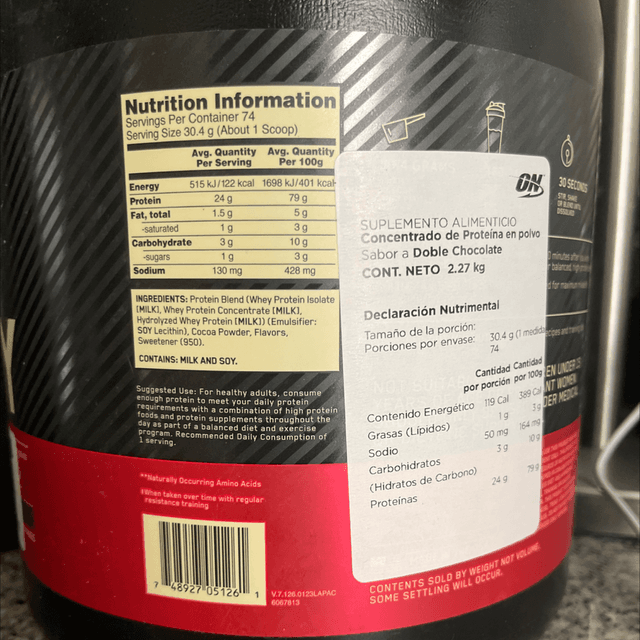 Nutrition Information
Servings Per Container 74
Serving Size 30.4 g (About 1 Scoop)
Avg. Quantity Per Serving Avg. Quantity Per 100g
Energy 515 kJ/122 kcal 1698 kJ/401 kcal
Protein 24 g 79 g
Fat, total 1.5 g 5 g
-saturated 1 g 3 g
Carbohydrate 3 g 10 g
-sugars 1 g 3 g
Sodium 130 mg 428 mg
INGREDIENTS: Protein Blend (Whey Protein Isolate
[MILK], Whey Protein Concentrate [MILK],
Hydrolyzed Whey Protein [MILK]) (Emulsifier:
SOY Lecithin), Cocoa Powder, Flavors,
Sweetener (950).
CONTAINS: MILK AND SOY.
Suggested Use: For healthy adults, consume
enough protein to meet your daily protein
requirements with a combination of high protein
foods and protein supplements throughout the
day as part of a balanced diet and exercise
program. Recommended Daily Consumption of
1 serving.
**Naturally Occurring Amino Acids
‡When taken over time with regular
resistance training
7 48927 05126 1
V.7.126.0123LAPAC
6067813
ON
SUPLEMENTO ALIMENTICIO
Concentrado de Proteína en polvo
Sabor a Doble Chocolate
CONT. NETO 2.27 kg
Declaración Nutrimental
Tamaño de la porción: 30.4 g (1 medida
Porciones por envase: 74
Cantidad por porción Cantidad por 100g
Contenido Energético 119 Cal 389 Cal
Grasas (Lípidos) 1 g 3 g
Sodio 50 mg 164 mg
Carbohidratos 3 g 10 g
(Hidratos de Carbono)
Proteínas 24 g 79 g
30 SECONDS
STIR, SHAKE
OR BLEND UNTIL
DISSOLVED
CONTENTS SOLD BY WEIGHT NOT VOLUME.
SOME SETTLING WILL OCCUR.